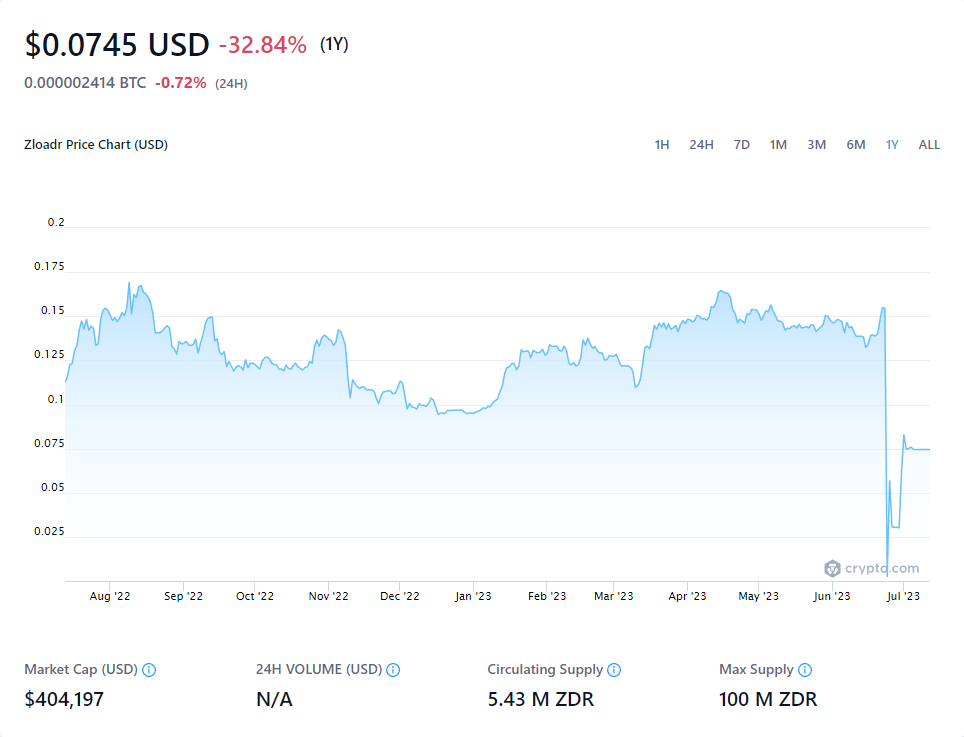 $0.0745 USD -32.84% (1Y)
0.000002414 BTC -0.72% (24H)
Zloadr Price Chart (USD) 1H 24H 7D 1M 3M 6M 1Y ALL
0.2
0.175
0.15
0.125
0.1
0.075
0.05
0.025
crypto.com
Aug '22 Sep '22 Oct '22 Nov '22 Dec '22 Jan '23 Feb '23 Mar '23 Apr '23 May '23 Jun '23 Jul '23
Market Cap (USD) 24H VOLUME (USD) Circulating Supply Max Supply
$404,197 N/A 5.43 M ZDR 100 M ZDR